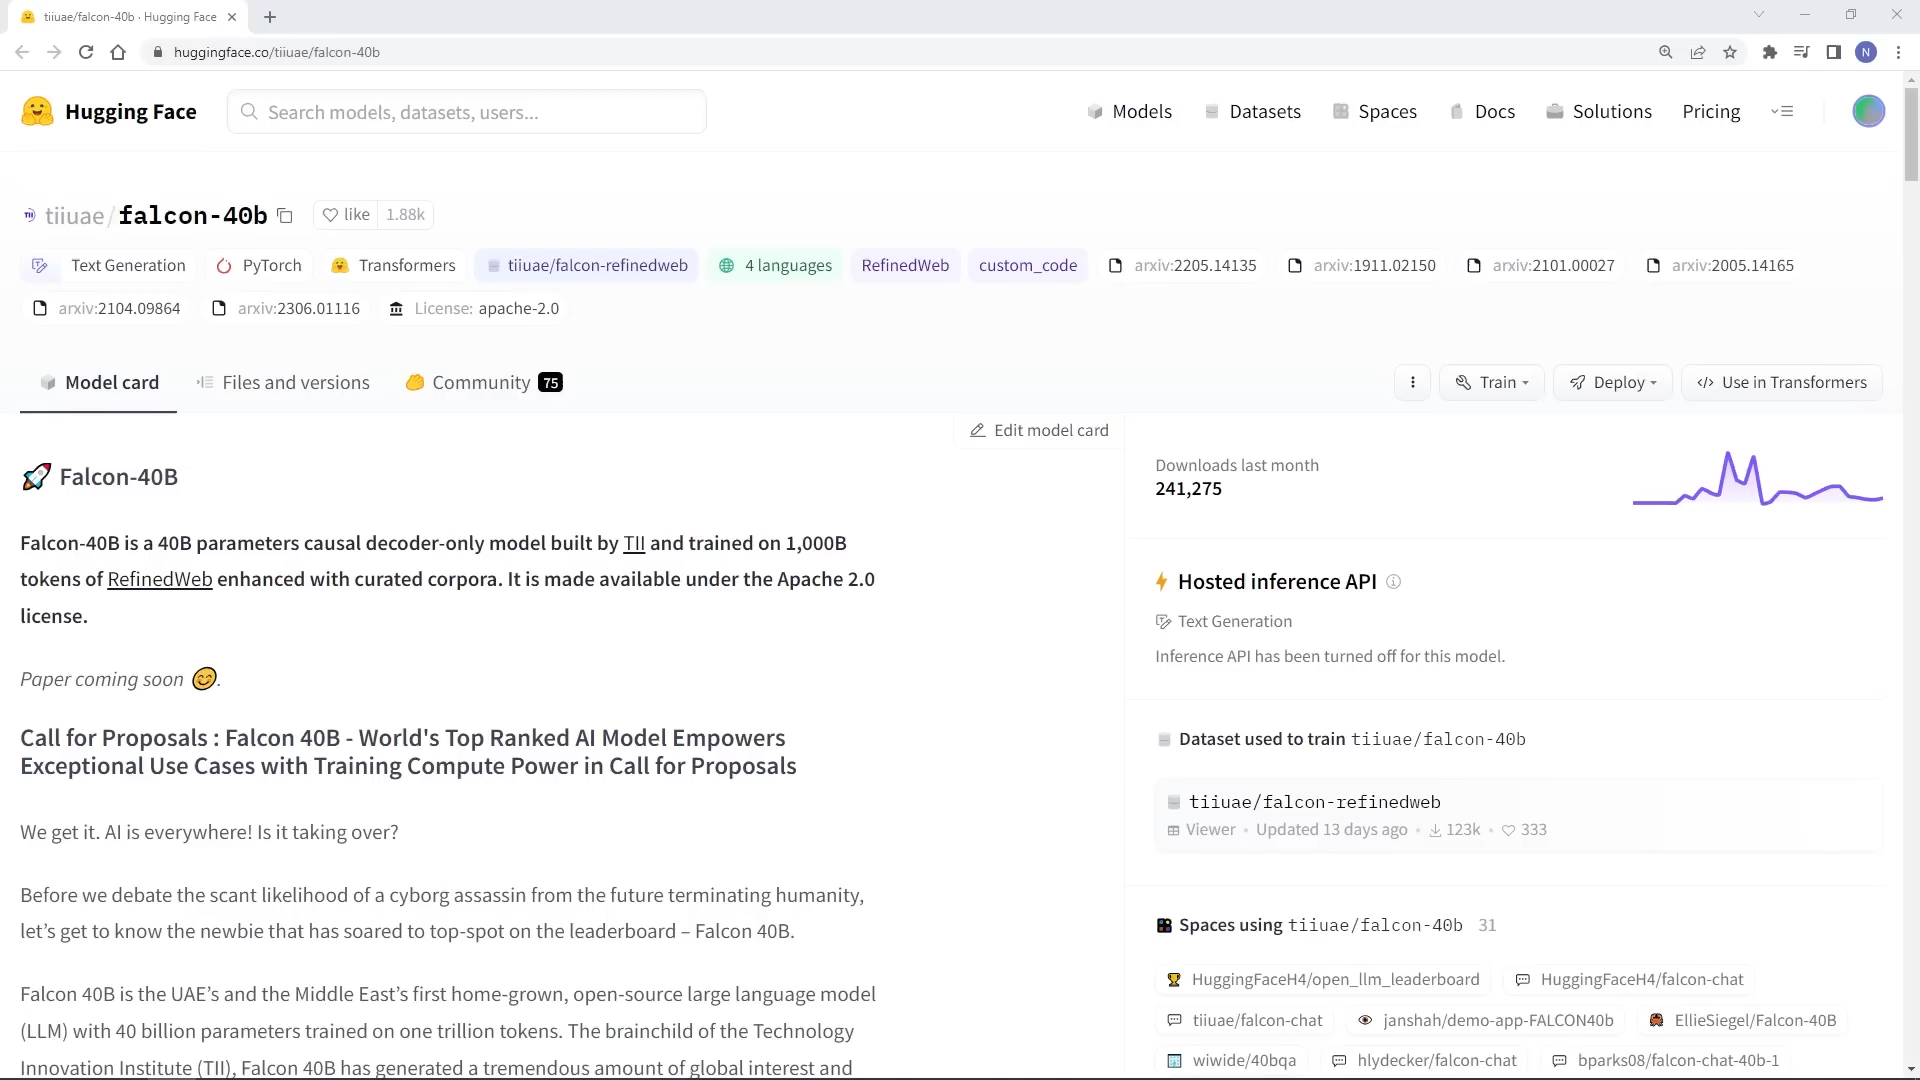 tiiuae/falcon-40b · Hugging Face
huggingface.co/tiiuae/falcon-40b
N
Hugging Face
Search models, datasets, users...
Models
Datasets
Spaces
Docs
Solutions
Pricing
TII tiiuae/falcon-40b
like 1.88k
Text Generation
PyTorch
Transformers
tiiuae/falcon-refinedweb
4 languages
RefinedWeb
custom_code
arxiv:2205.14135
arxiv:1911.02150
arxiv:2101.00027
arxiv:2005.14165
arxiv:2104.09864
arxiv:2306.01116
License: apache-2.0
Model card
Files and versions
Community 75
Train
Deploy
</> Use in Transformers
Edit model card
🚀 Falcon-40B
Falcon-40B is a 40B parameters causal decoder-only model built by TII and trained on 1,000B
tokens of RefinedWeb enhanced with curated corpora. It is made available under the Apache 2.0
license.
Paper coming soon 😊.
Call for Proposals : Falcon 40B - World's Top Ranked AI Model Empowers
Exceptional Use Cases with Training Compute Power in Call for Proposals
We get it. AI is everywhere! Is it taking over?
Before we debate the scant likelihood of a cyborg assassin from the future terminating humanity,
let’s get to know the newbie that has soared to top-spot on the leaderboard – Falcon 40B.
Falcon 40B is the UAE’s and the Middle East’s first home-grown, open-source large language model
(LLM) with 40 billion parameters trained on one trillion tokens. The brainchild of the Technology
Innovation Institute (TII), Falcon 40B has generated a tremendous amount of global interest and
Downloads last month
241,275
Hosted inference API
Text Generation
Inference API has been turned off for this model.
Dataset used to train tiiuae/falcon-40b
tiiuae/falcon-refinedweb
Viewer • Updated 13 days ago • 123k • 333
Spaces using tiiuae/falcon-40b 31
HuggingFaceH4/open_llm_leaderboard
HuggingFaceH4/falcon-chat
tiiuae/falcon-chat
janshah/demo-app-FALCON40b
EllieSiegel/Falcon-40B
wiwide/40bqa
hlydecker/falcon-chat
bparks08/falcon-chat-40b-1